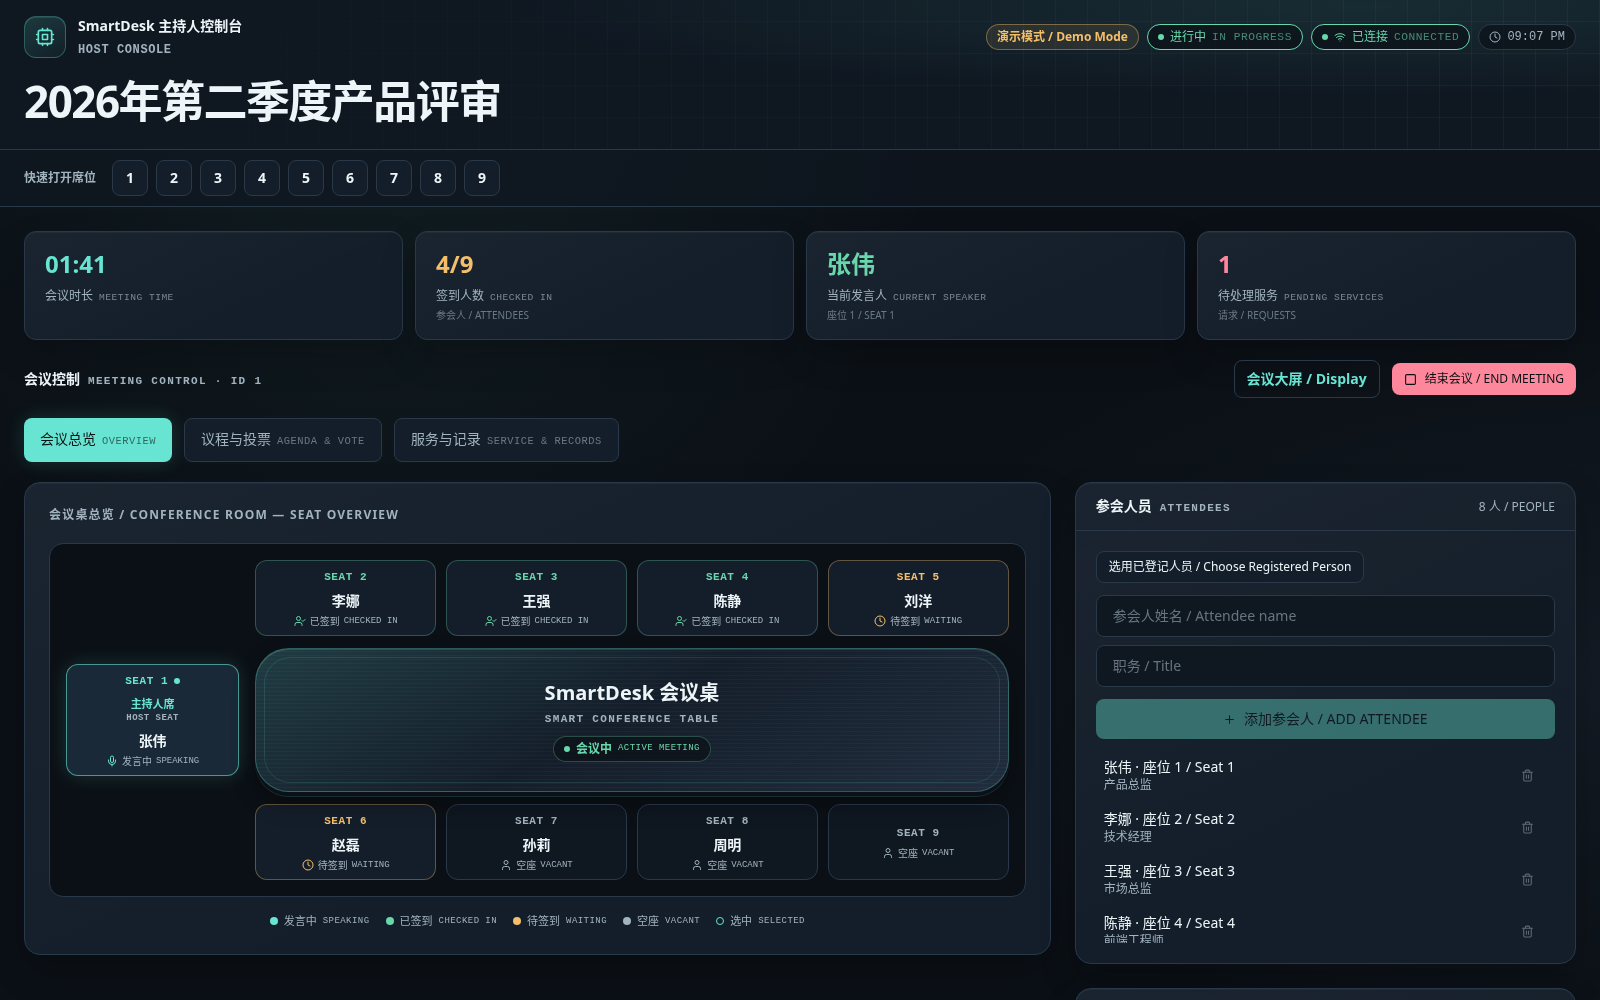 SmartDesk 主持人控制台
HOST CONSOLE
演示模式 / Demo Mode
进行中 IN PROGRESS
已连接 CONNECTED
09:07 PM
2026年第二季度产品评审
快速打开席位 1 2 3 4 5 6 7 8 9
01:41
会议时长 MEETING TIME
4/9
签到人数 CHECKED IN
参会人 / ATTENDEES
张伟
当前发言人 CURRENT SPEAKER
座位 1 / SEAT 1
1
待处理服务 PENDING SERVICES
请求 / REQUESTS
会议控制 MEETING CONTROL · ID 1
会议大屏 / Display
结束会议 / END MEETING
会议总览 OVERVIEW
议程与投票 AGENDA & VOTE
服务与记录 SERVICE & RECORDS
会议桌总览 / CONFERENCE ROOM — SEAT OVERVIEW
SEAT 2
李娜
已签到 CHECKED IN
SEAT 3
王强
已签到 CHECKED IN
SEAT 4
陈静
已签到 CHECKED IN
SEAT 5
刘洋
待签到 WAITING
SEAT 1
主持人席
HOST SEAT
张伟
发言中 SPEAKING
SmartDesk 会议桌
SMART CONFERENCE TABLE
会议中 ACTIVE MEETING
SEAT 6
赵磊
待签到 WAITING
SEAT 7
孙莉
空座 VACANT
SEAT 8
周明
空座 VACANT
SEAT 9
空座 VACANT
发言中 SPEAKING
已签到 CHECKED IN
待签到 WAITING
空座 VACANT
选中 SELECTED
参会人员 ATTENDEES
8 人 / PEOPLE
选用已登记人员 / Choose Registered Person
参会人姓名 / Attendee name
职务 / Title
+ 添加参会人 / ADD ATTENDEE
张伟 · 座位 1 / Seat 1
产品总监
李娜 · 座位 2 / Seat 2
技术经理
王强 · 座位 3 / Seat 3
市场总监
陈静 · 座位 4 / Seat 4
前端工程师